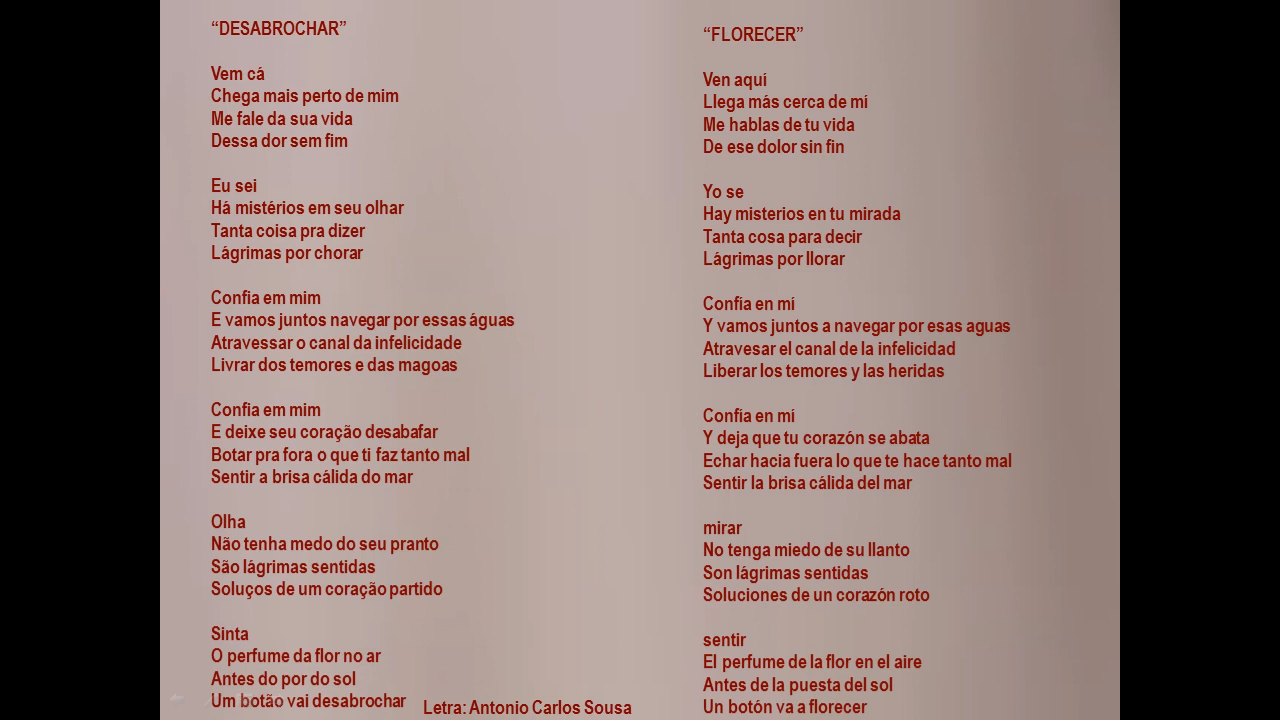 “DESABROCHAR”
Vem cá
Chega mais perto de mim
Me fale da sua vida
Dessa dor sem fim
Eu sei
Há mistérios em seu olhar
Tanta coisa pra dizer
Lágrimas por chorar
Confia em mim
E vamos juntos navegar por essas águas
Atravessar o canal da infelicidade
Livrar dos temores e das magoas
Confia em mim
E deixe seu coração desabafar
Botar pra fora o que ti faz tanto mal
Sentir a brisa cálida do mar
Olha
Não tenha medo do seu pranto
São lágrimas sentidas
Soluços de um coração partido
Sinta
O perfume da flor no ar
Antes do por do sol
Um botão vai desabrochar
Letra: Antonio Carlos Sousa
“FLORECER”
Ven aquí
Llega más cerca de mí
Me hablas de tu vida
De ese dolor sin fin
Yo se
Hay misterios en tu mirada
Tanta cosa para decir
Lágrimas por llorar
Confia en mí
Y vamos juntos a navegar por esas aguas
Atravesar el canal de la infelicidad
Liberar los temores y las heridas
Confia en mí
Y deja que tu corazón se abata
Echar hacia fuera lo que te hace tanto mal
Sentir la brisa cálida del mar
mirar
No tenga miedo de su llanto
Son lágrimas sentidas
Soluciones de un corazón roto
sentir
El perfume de la flor en el aire
Antes de la puesta del sol
Un botón va a florecer